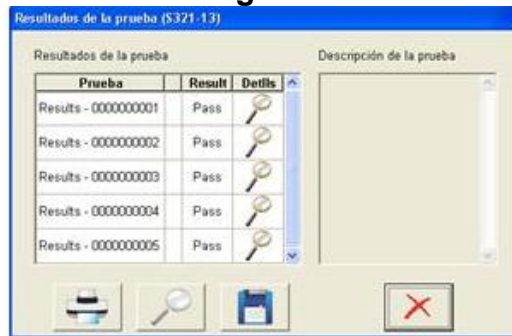 Resultados de la prueba (S321-13)
Resultados de la prueba
Descripción de la prueba
Prueba Result Detlls
Results - 0000000001 Pass
Results - 0000000002 Pass
Results - 0000000003 Pass
Results - 0000000004 Pass
Results - 0000000005 Pass